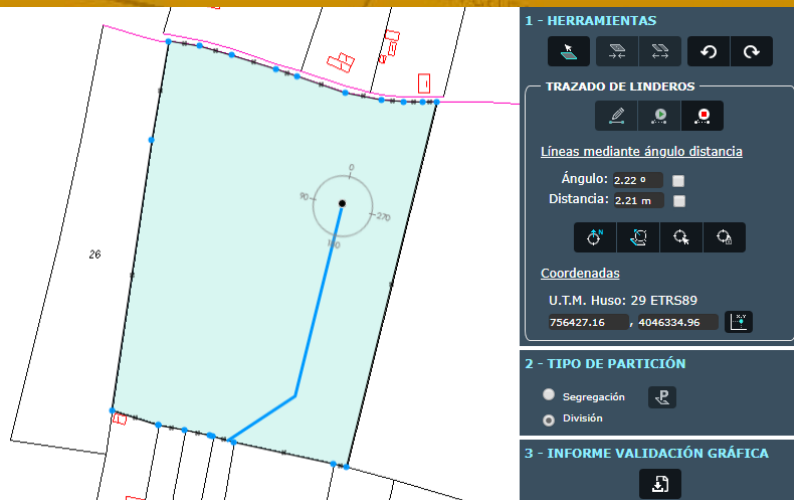 1 - HERRAMIENTAS
TRAZADO DE LINDEROS
Líneas mediante ángulo distancia
Ángulo: 2.22 º
Distancia: 2.21 m
N
Coordenadas
U.T.M. Huso: 29 ETRS89
756427.16 , 4046334.96 X,Y
2 - TIPO DE PARTICIÓN
Segregación P
División
3 - INFORME VALIDACIÓN GRÁFICA
0
90
270
180
26